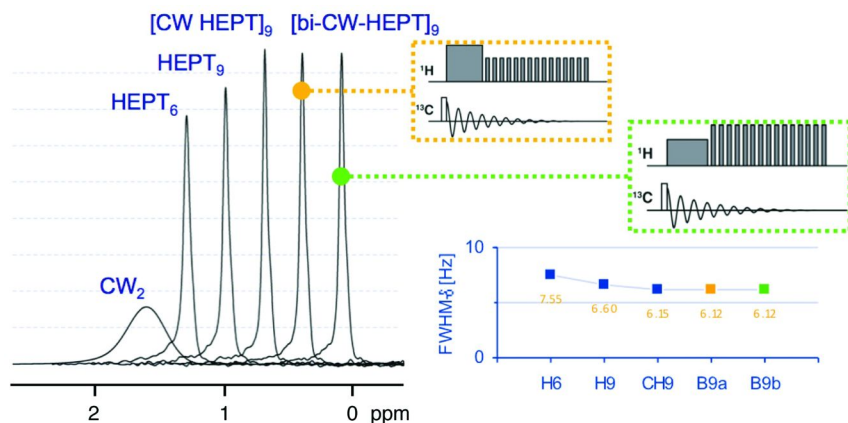 [CW HEPT]₉ [bi-CW-HEPT]₉
HEPT₉
HEPT₆
CW₂
2 1 0 ppm
¹H
¹³C
¹H
¹³C
FWHM-δ [Hz]
10
5
0
7.55 6.60 6.15 6.12 6.12
H6 H9 CH9 B9a B9b